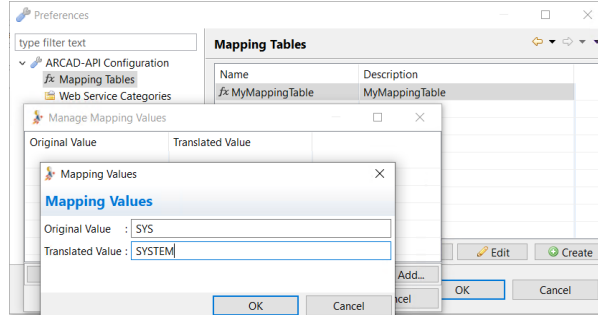 Preferences
type filter text
Mapping Tables
ARCAD-API Configuration
fx Mapping Tables
Web Service Categories
Name Description
fx MyMappingTable MyMappingTable
Manage Mapping Values
Original Value Translated Value
Mapping Values
Mapping Values
Original Value : SYS
Translated Value : SYSTEM
OK Cancel
Add...
Edit Create
OK Cancel